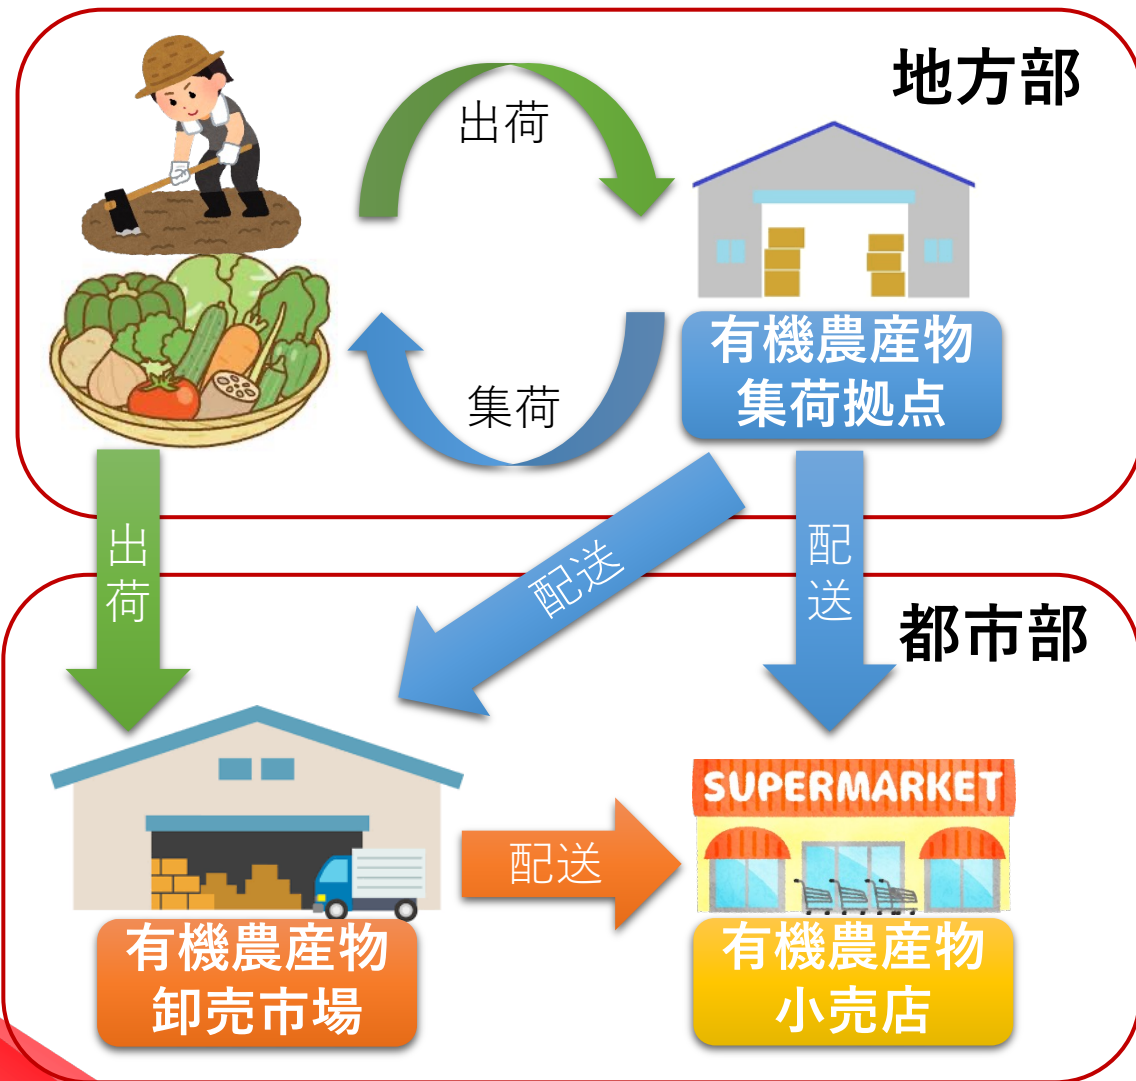 地方部
出荷
有機農産物
集荷拠点
集荷
出荷
配送
配送
都市部
SUPERMARKET
配送
有機農産物
卸売市場
有機農産物
小売店